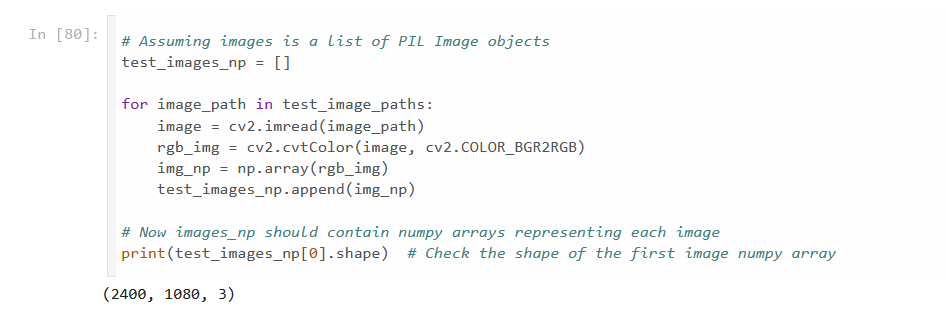 In [80]:
# Assuming images is a list of PIL Image objects
test_images_np = []
for image_path in test_image_paths:
    image = cv2.imread(image_path)
    rgb_img = cv2.cvtColor(image, cv2.COLOR_BGR2RGB)
    img_np = np.array(rgb_img)
    test_images_np.append(img_np)
# Now images_np should contain numpy arrays representing each image
print(test_images_np[0].shape)  # Check the shape of the first image numpy array
(2400, 1080, 3)